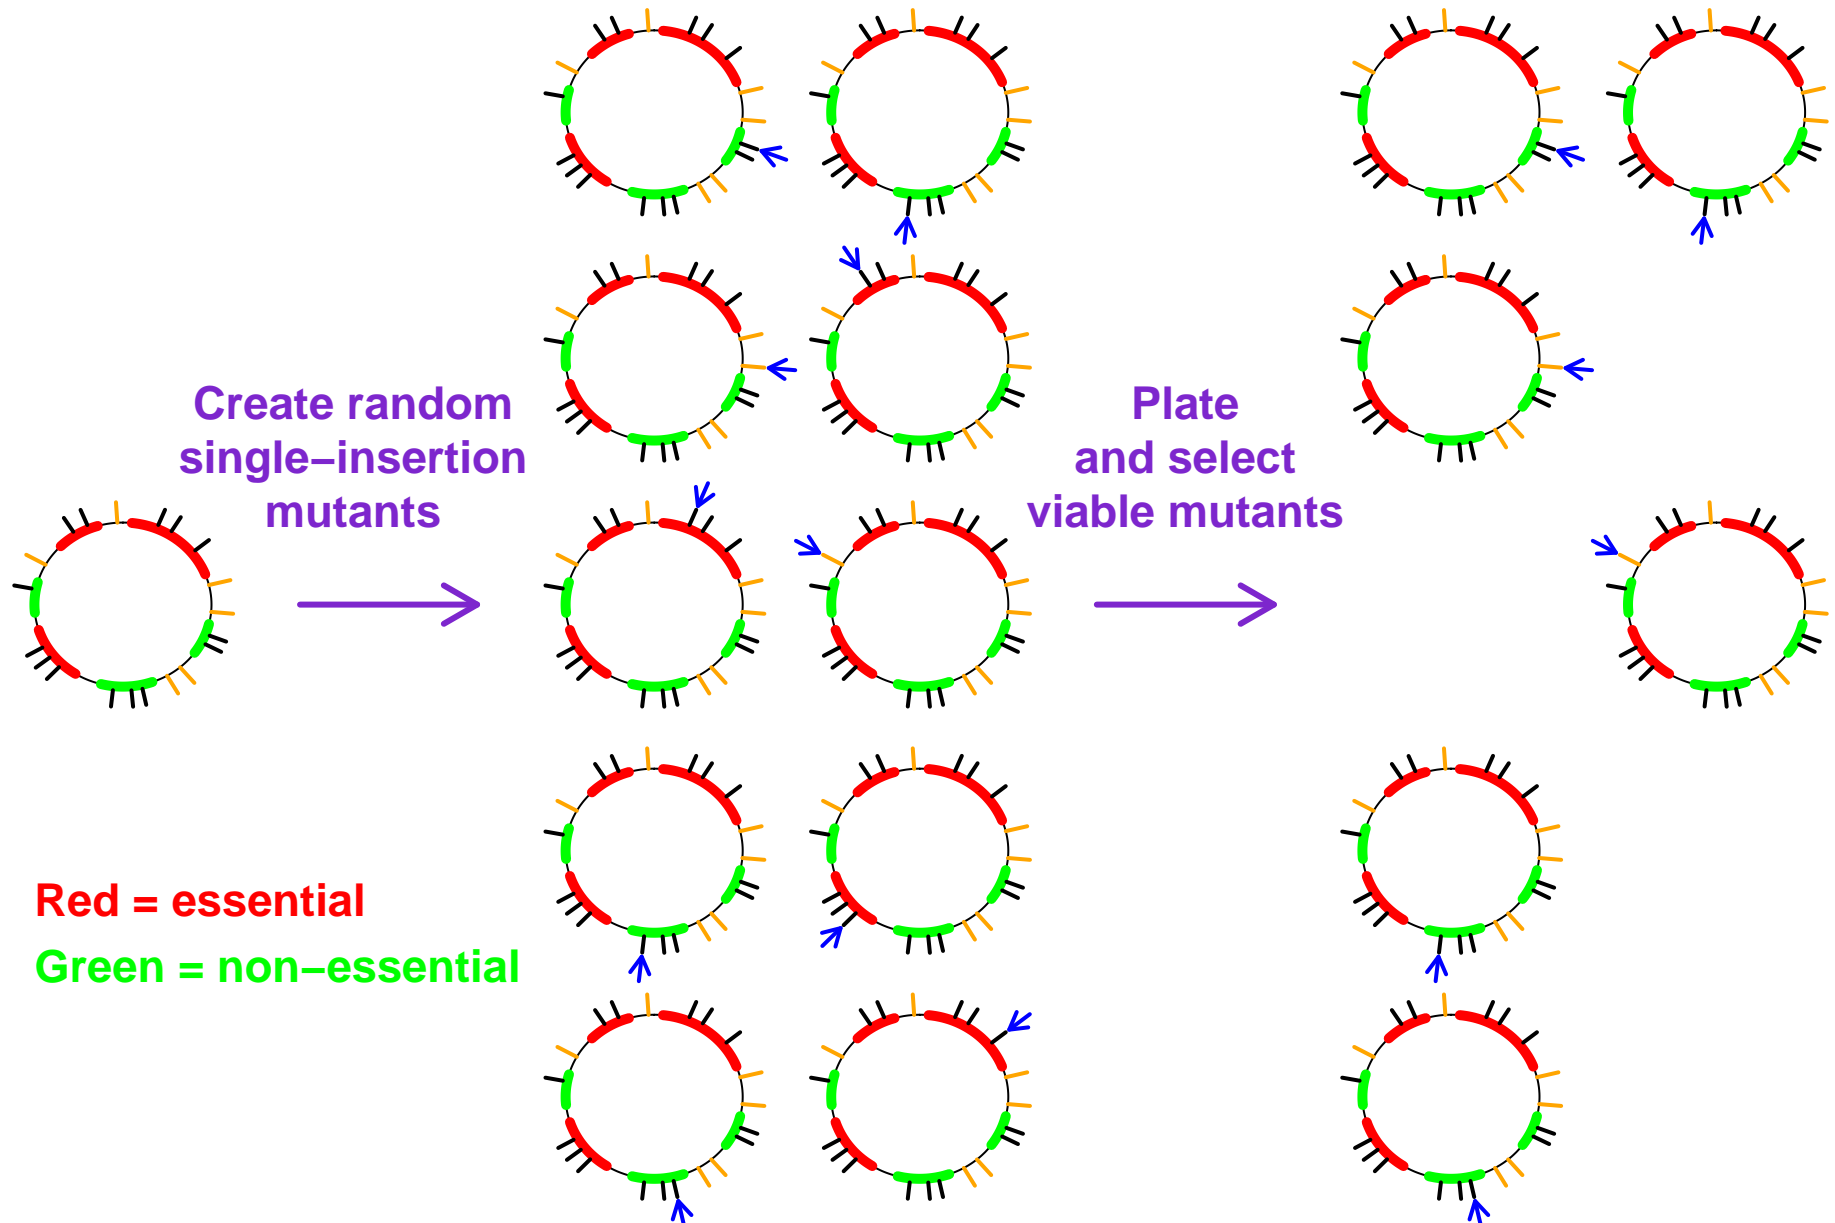 Create random
single–insertion
mutants
Plate
and select
viable mutants
Red = essential
Green = non–essential